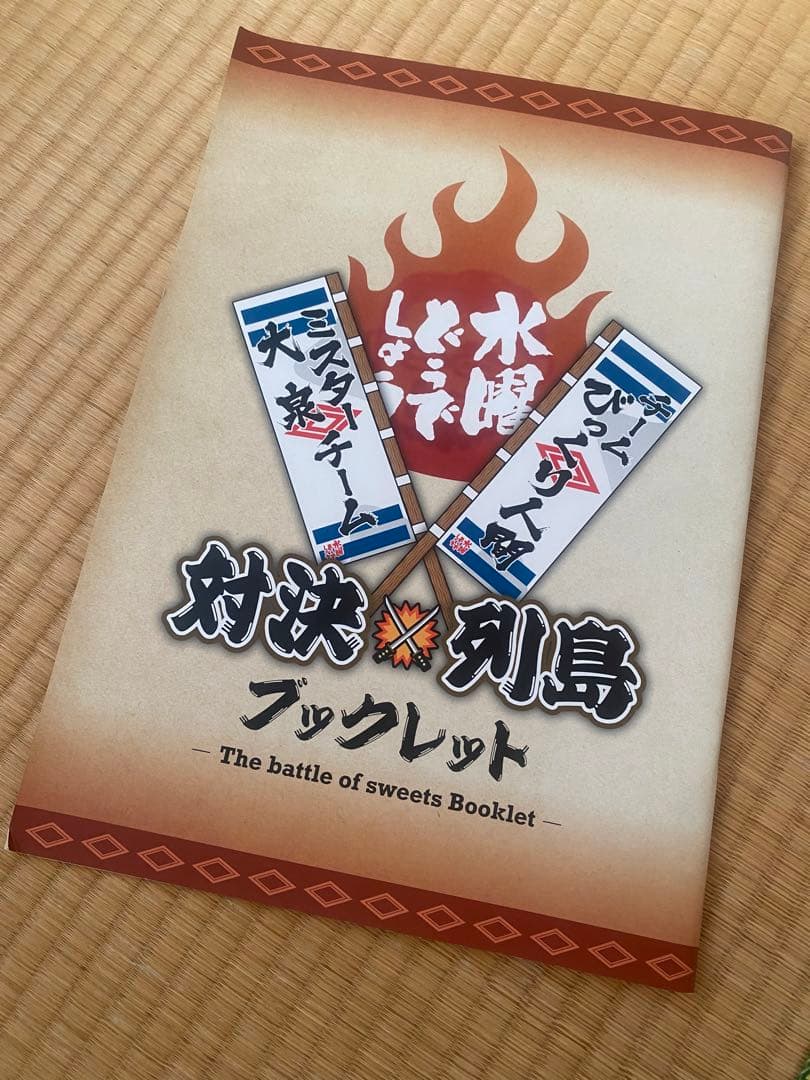 水曜
どうで
しょう
ミスターチーム
大泉
チーム
びっくり人間
対決列島
ブックレット
— The battle of sweets Booklet —